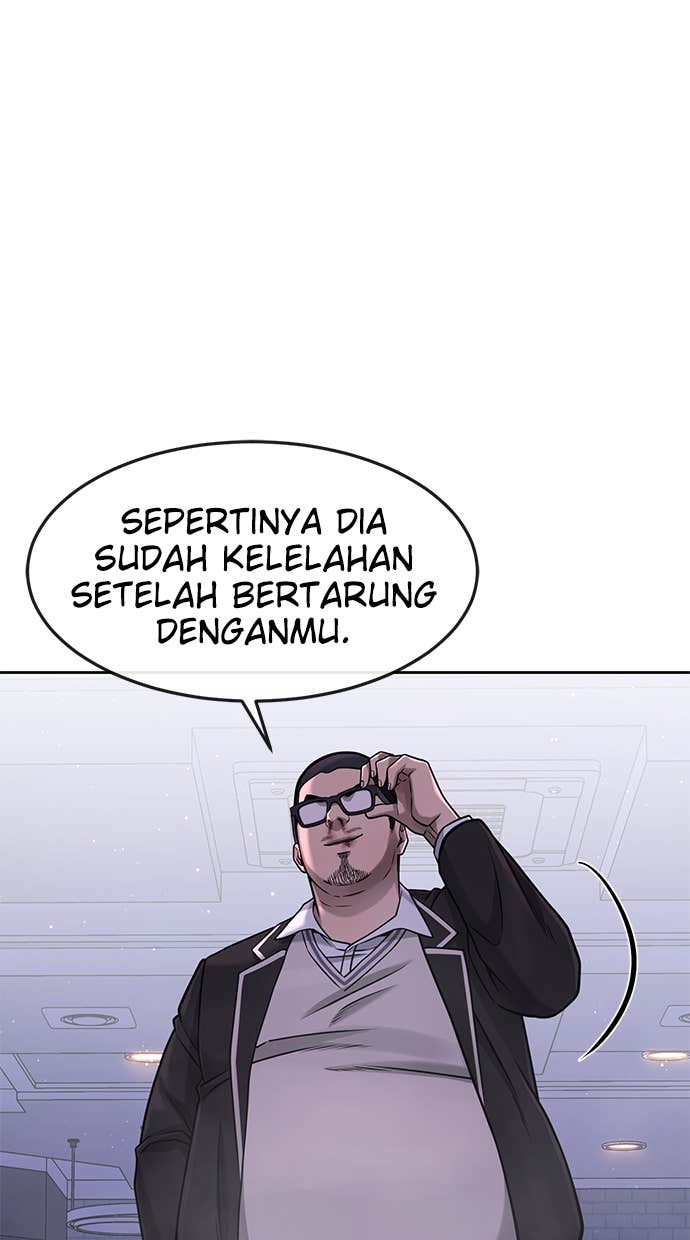 SEPERTINYA DIA
SUDAH KELELAHAN
SETELAH BERTARUNG
DENGANMU.